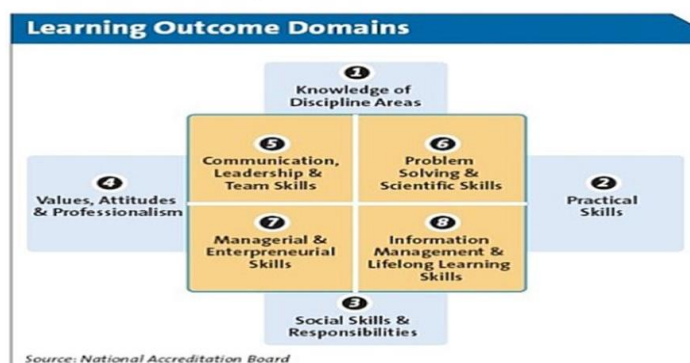 Learning Outcome Domains
1
Knowledge of
Discipline Areas
5
Communication,
Leadership &
Team Skills
6
Problem
Solving &
Scientific Skills
4
Values, Attitudes
& Professionalism
2
Practical
Skills
7
Managerial &
Enterpreneurial
Skills
8
Information
Management &
Lifelong Learning
Skills
3
Social Skills &
Responsibilities
Source: National Accreditation Board